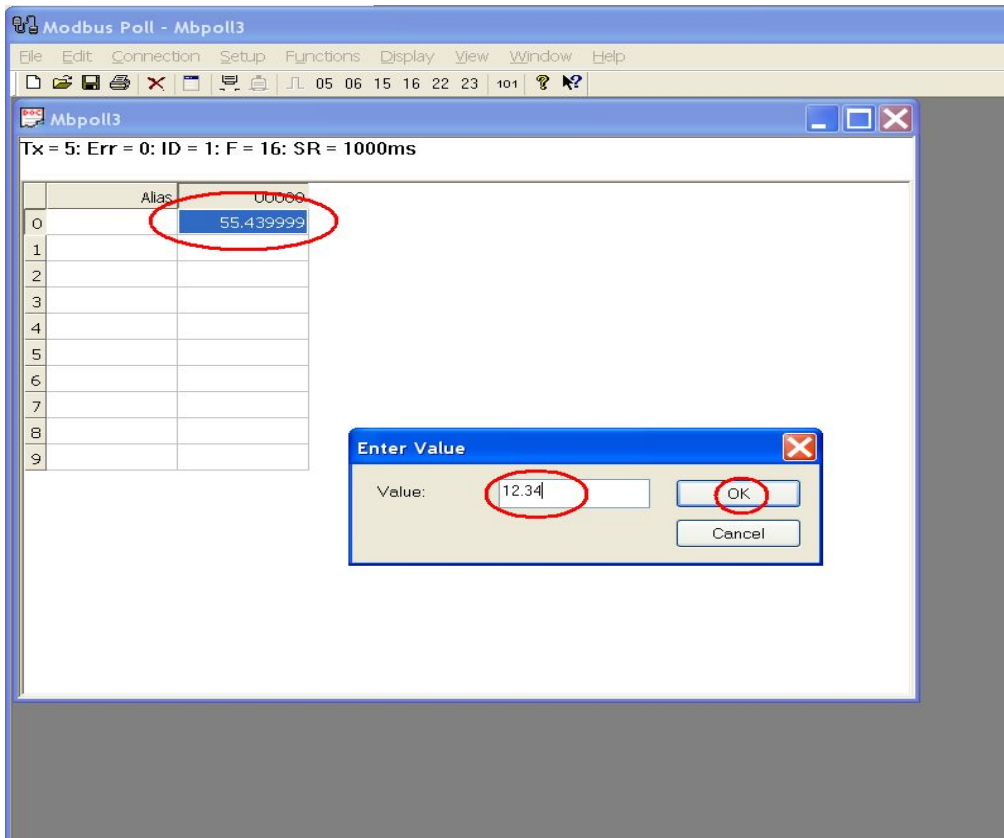 Modbus Poll - Mbpoll3
File Edit Connection Setup Functions Display View Window Help
05 06 15 16 22 23 101
Mbpoll3
Tx = 5: Err = 0: ID = 1: F = 16: SR = 1000ms
Alias 00000
0 55.439999
1
2
3
4
5
6
7
8
9
Enter Value
Value: 12.34 OK
Cancel